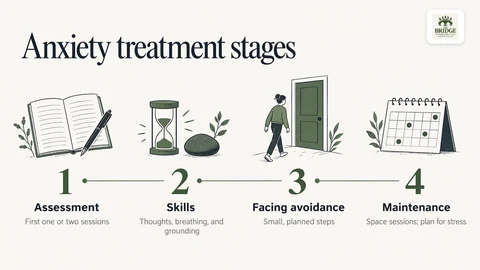 BRIDGE
Anxiety treatment stages
1
2
3
4
Assessment
Skills
Facing avoidance
Maintenance
First one or two sessions
Thoughts, breathing, and
grounding
Small, planned steps
Space sessions; plan for stress